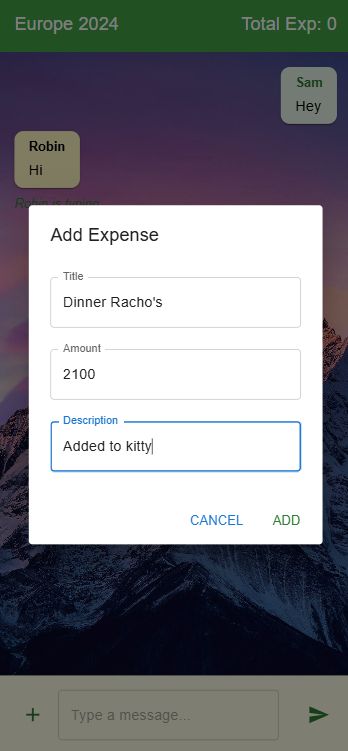 Europe 2024 Total Exp: 0
Sam
Hey
Robin
Hi
Robin is typing
Add Expense
Title
Dinner Racho's
Amount
2100
Description
Added to kitty
CANCEL ADD
Type a message...